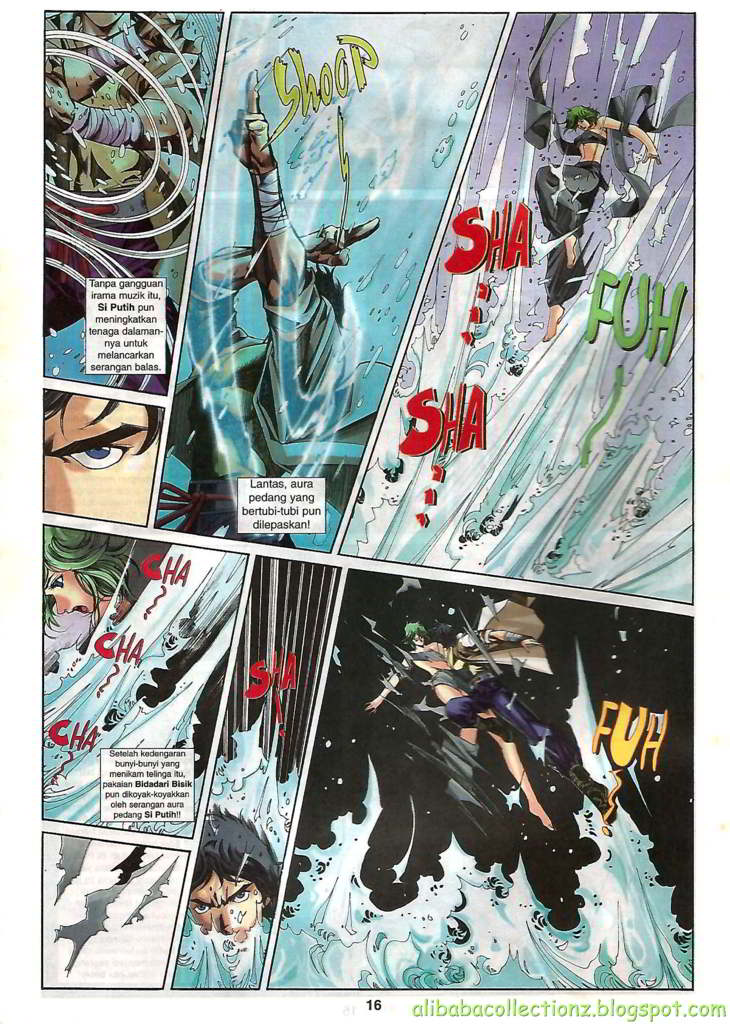 Shoop
Tanpa gangguan
irama muzik itu,
Si Putih pun
meningkatkan
tenaga dalaman-
nya untuk
melancarkan
serangan balas.
Lantas, aura
pedang yang
bertubi-tubi pun
dilepaskan!
SHA
FUH
SHA
CHA
CHA
CHA
Setelah kedengaran
bunyi-bunyi yang
menikam telinga itu,
pakaian Bidadari Bisik
pun dikoyak-koyakkan
oleh serangan aura
pedang Si Putih!!
SHA
FUH
16
alibabacollectionz.blogspot.com